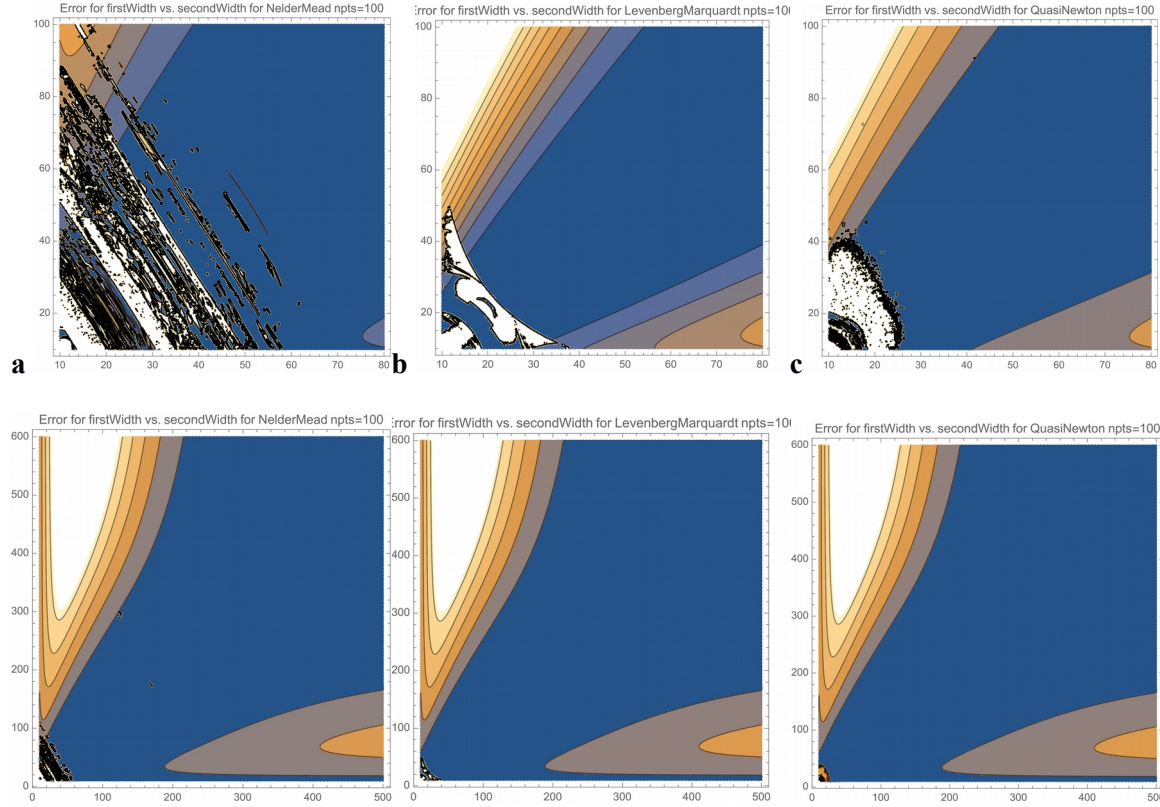 Error for firstWidth vs. secondWidth for NelderMead npts=100
100
80
60
40
20
10 20 30 40 50 60 70 80
a
Error for firstWidth vs. secondWidth for LevenbergMarquardt npts=100
100
80
60
40
20
10 20 30 40 50 60 70 80
b
Error for firstWidth vs. secondWidth for QuasiNewton npts=100
100
80
60
40
20
10 20 30 40 50 60 70 80
c
Error for firstWidth vs. secondWidth for NelderMead npts=100
600
500
400
300
200
100
0
0 100 200 300 400 500
Error for firstWidth vs. secondWidth for LevenbergMarquardt npts=100
600
500
400
300
200
100
0
0 100 200 300 400 500
Error for firstWidth vs. secondWidth for QuasiNewton npts=100
600
500
400
300
200
100
0
0 100 200 300 400 500